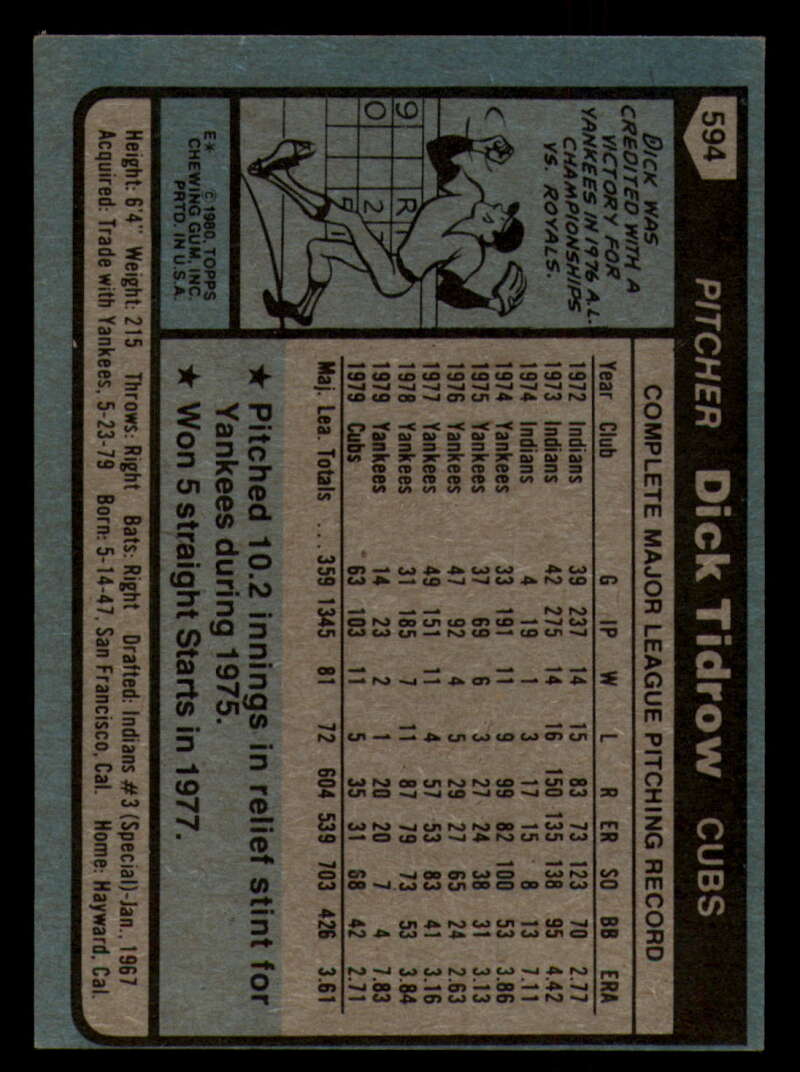 594
PITCHER Dick Tidrow CUBS
DICK WAS
CREDITED WITH A
VICTORY FOR
YANKEES IN 1976 A.L.
CHAMPIONSHIPS
VS. ROYALS.
9
0
R
2
E* © 1980, TOPPS
CHEWING GUM, INC.
PRTD. IN U.S.A.
COMPLETE MAJOR LEAGUE PITCHING RECORD
Year Club G IP W L R ER SO BB ERA
1972 Indians 39 237 14 15 83 73 123 70 2.77
1973 Indians 42 275 14 16 150 135 138 95 4.42
1974 Indians 4 19 1 3 17 15 8 13 7.11
1974 Yankees 33 191 11 9 99 82 100 53 3.86
1975 Yankees 37 69 6 3 27 24 38 31 3.13
1976 Yankees 47 92 4 5 29 27 65 24 2.63
1977 Yankees 49 151 11 4 57 53 83 41 3.16
1978 Yankees 31 185 7 11 87 79 73 53 3.84
1979 Yankees 14 23 2 1 20 20 7 4 7.83
1979 Cubs 63 103 11 5 35 31 68 42 2.71
Maj. Lea. Totals ... 359 1345 81 72 604 539 703 426 3.61
★ Pitched 10.2 innings in relief stint for
Yankees during 1975.
★ Won 5 straight Starts in 1977.
Height: 6'4" Weight: 215 Throws: Right Bats: Right Drafted: Indians #3 (Special)-Jan., 1967
Acquired: Trade with Yankees, 5-23-79 Born: 5-14-47, San Francisco, Cal. Home: Hayward, Cal.